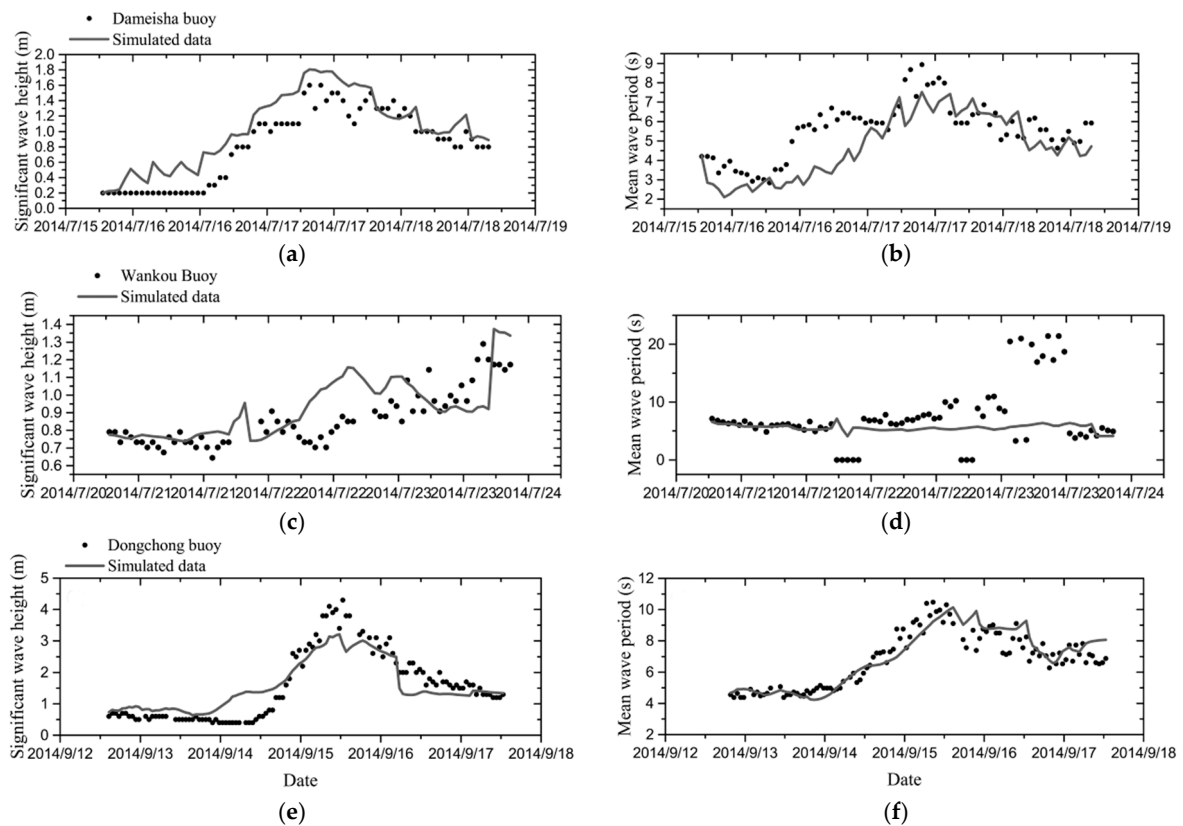 Dameisha buoy
Simulated data
Significant wave height (m)
2.0
1.8
1.6
1.4
1.2
1.0
0.8
0.6
0.4
0.2
0.0
2014/7/15 2014/7/16 2014/7/16 2014/7/17 2014/7/17 2014/7/18 2014/7/18 2014/7/19
(a)
Mean wave period (s)
9
8
7
6
5
4
3
2
2014/7/15 2014/7/16 2014/7/16 2014/7/17 2014/7/17 2014/7/18 2014/7/18 2014/7/19
(b)
Wankou Buoy
Simulated data
Significant wave height (m)
1.4
1.3
1.2
1.1
1.0
0.9
0.8
0.7
0.6
2014/7/20 2014/7/21 2014/7/21 2014/7/22 2014/7/22 2014/7/23 2014/7/23 2014/7/24
(c)
Mean wave period (s)
20
10
0
2014/7/20 2014/7/21 2014/7/21 2014/7/22 2014/7/22 2014/7/23 2014/7/23 2014/7/24
(d)
Dongchong buoy
Simulated data
Significant wave height (m)
5
4
3
2
1
0
2014/9/12 2014/9/13 2014/9/14 2014/9/15 2014/9/16 2014/9/17 2014/9/18
Date
(e)
Mean wave period (s)
12
10
8
6
4
2
2014/9/12 2014/9/13 2014/9/14 2014/9/15 2014/9/16 2014/9/17 2014/9/18
Date
(f)